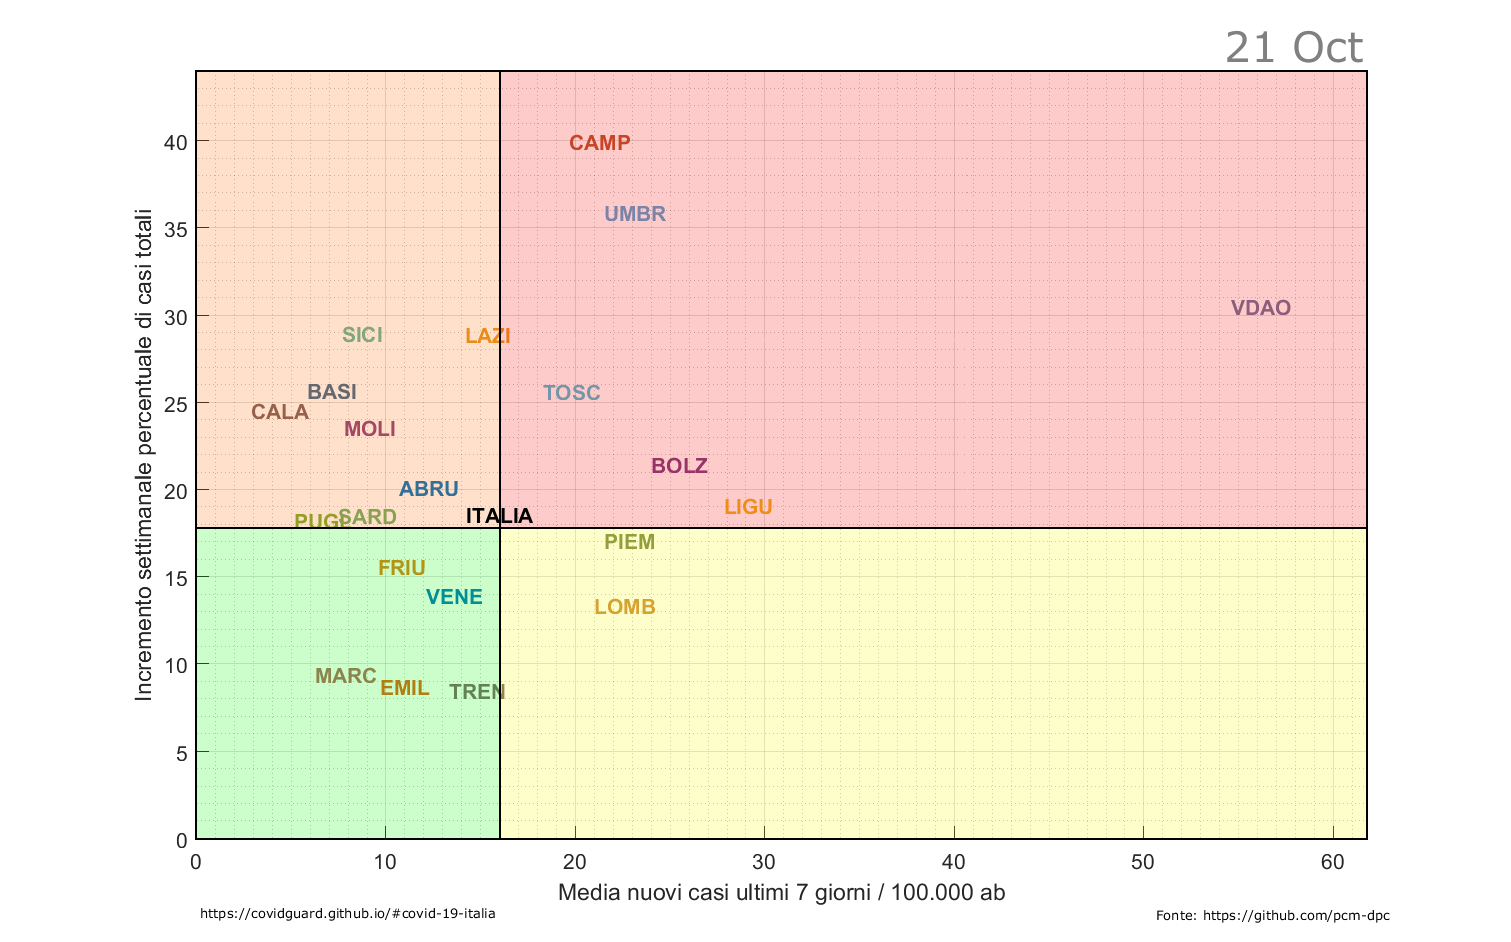 21 Oct
Incremento settimanale percentuale di casi totali
40
35
30
25
20
15
10
5
0
CAMP
UMBR
VDAO
SICI
LAZI
BASI
TOSC
CALA
MOLI
BOLZ
ABRU
LIGU
PUGL
SARD
ITALIA
PIEM
FRIU
VENE
LOMB
MARC
EMIL
TREN
0 10 20 30 40 50 60
Media nuovi casi ultimi 7 giorni / 100.000 ab
https://covidguard.github.io/#covid-19-italia
Fonte: https://github.com/pcm-dpc